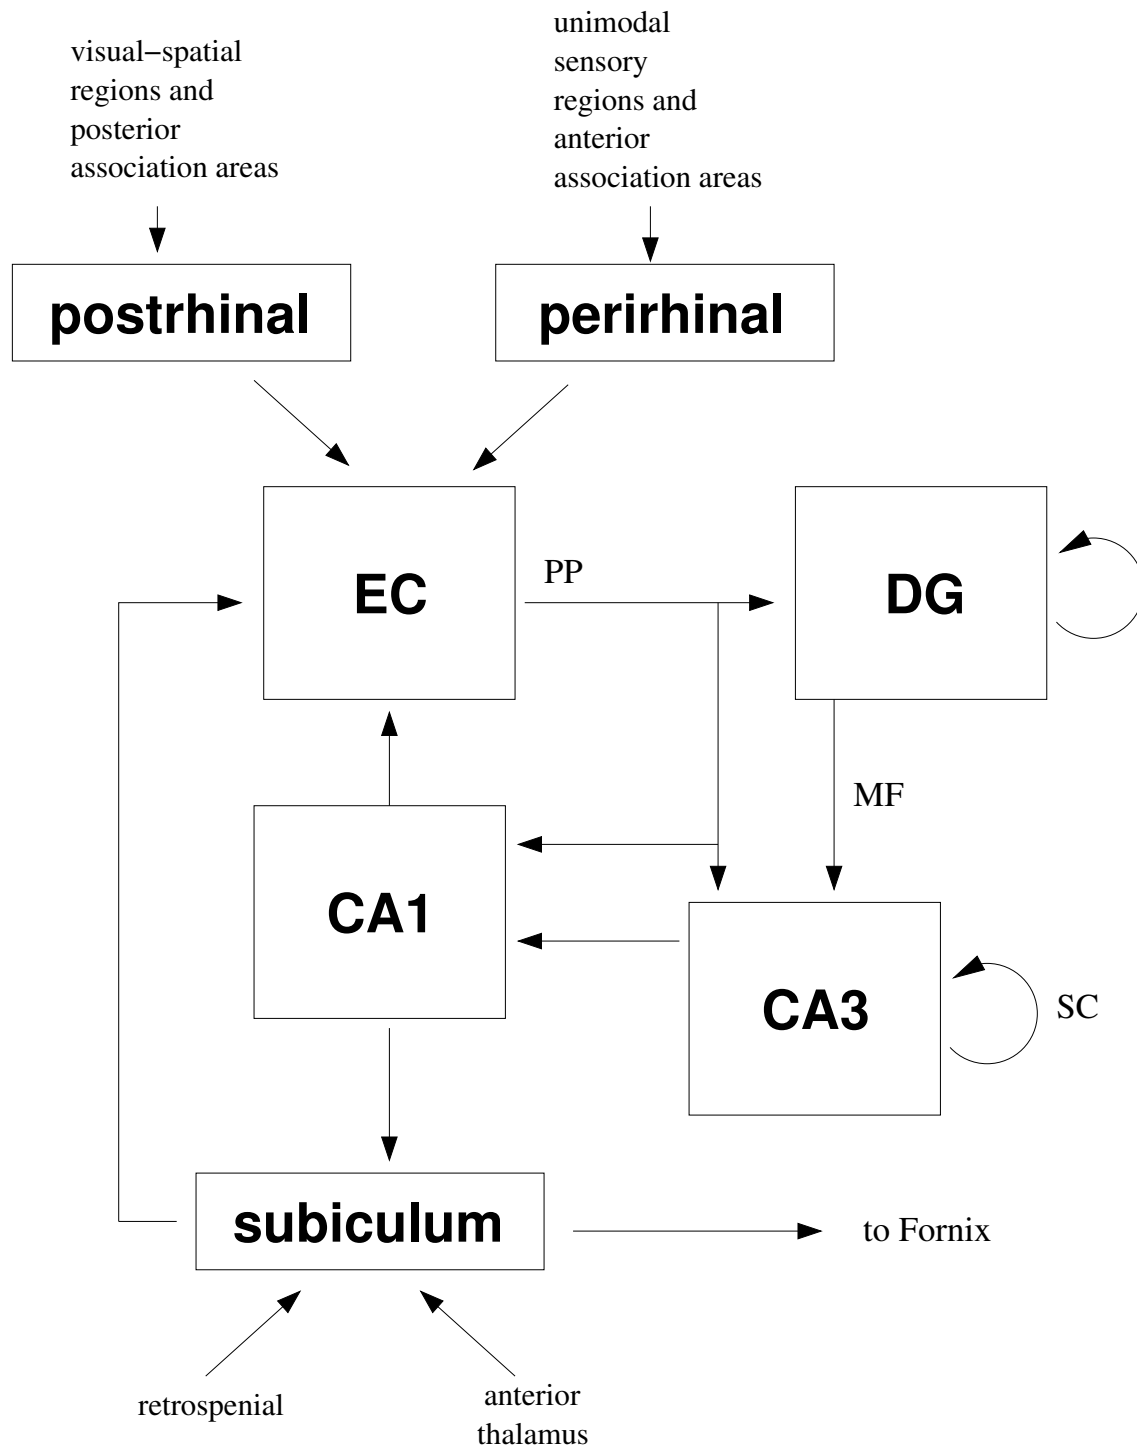 visual−spatial
regions and
posterior
association areas
unimodal
sensory
regions and
anterior
association areas
postrhinal
perirhinal
EC
PP
DG
MF
CA1
CA3
SC
subiculum
to Fornix
retrospenial
anterior
thalamus